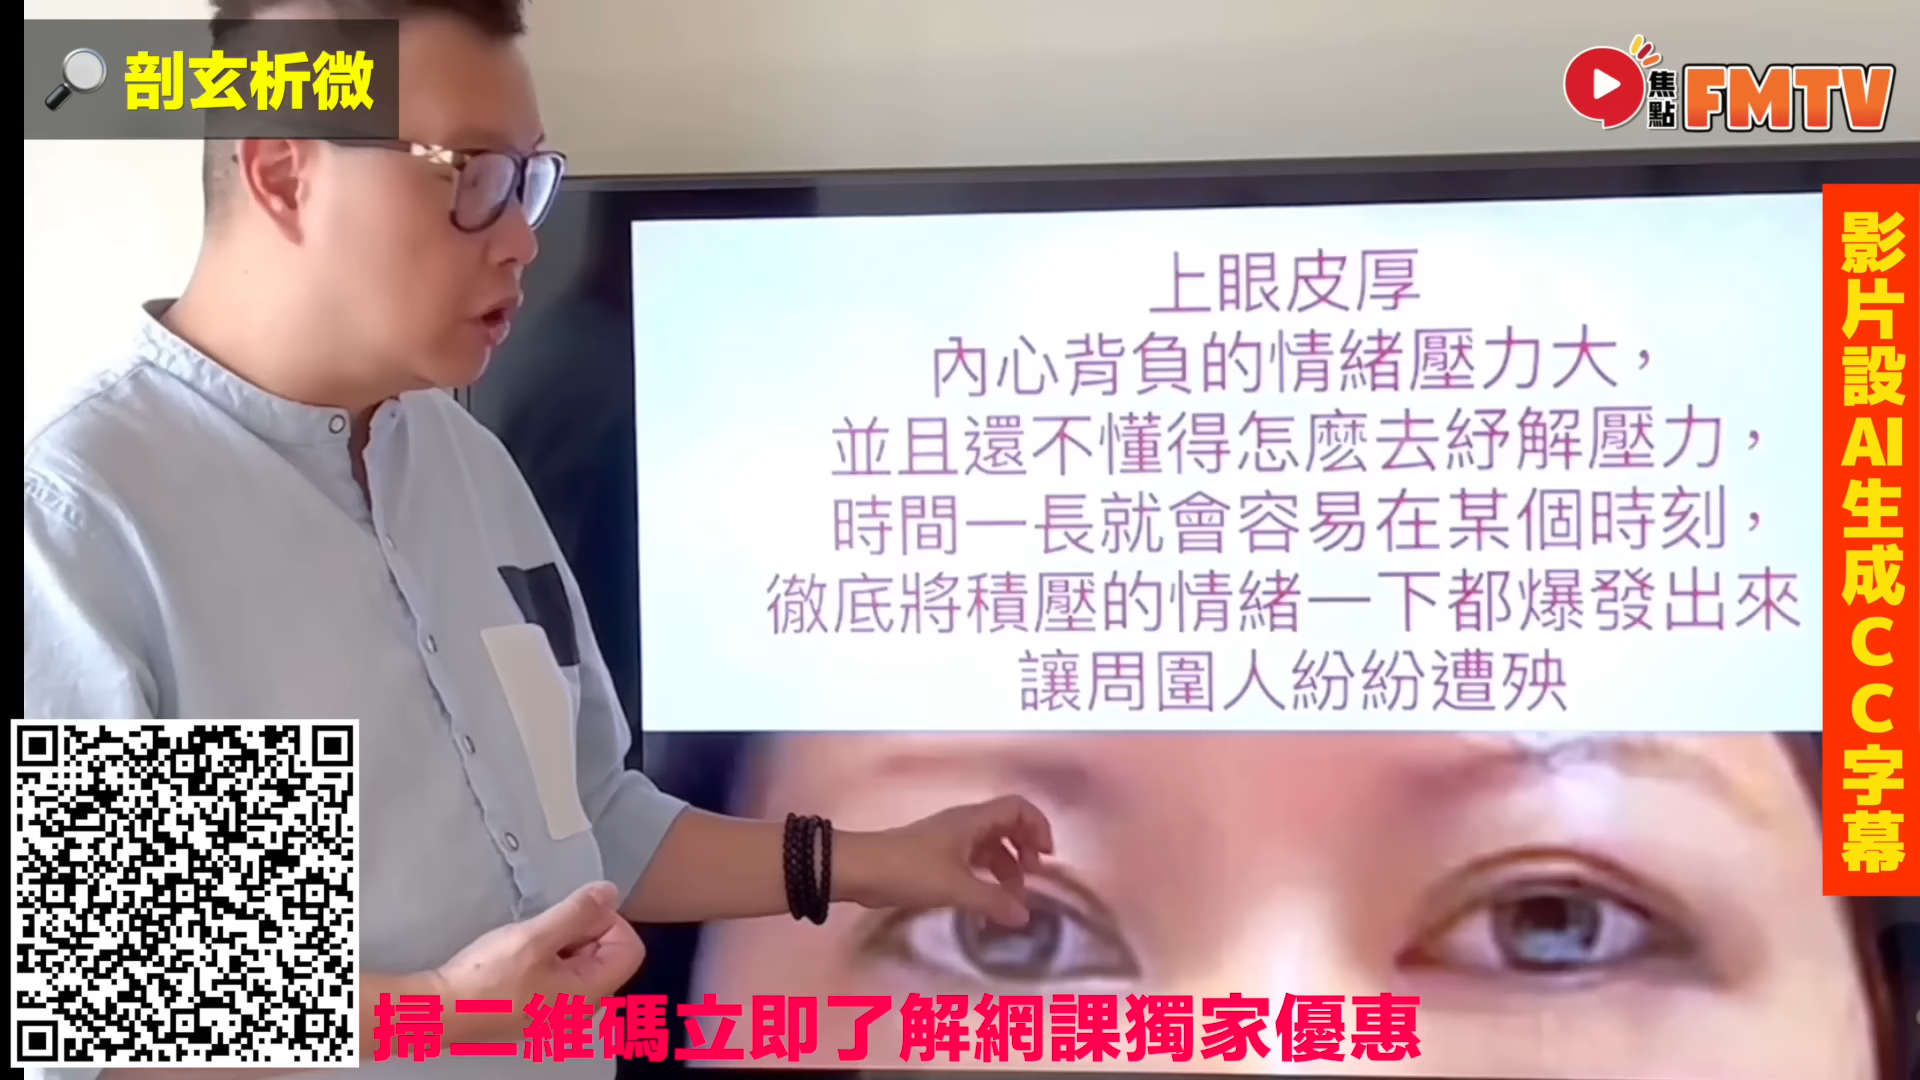 剖玄析微
焦點
FMTV
上眼皮厚
內心背負的情緒壓力大，
並且還不懂得怎麽去紓解壓力，
時間一長就會容易在某個時刻，
徹底將積壓的情緒一下都爆發出來
讓周圍人紛紛遭殃
影片設AI生成CC字幕
掃二維碼立即了解網課獨家優惠